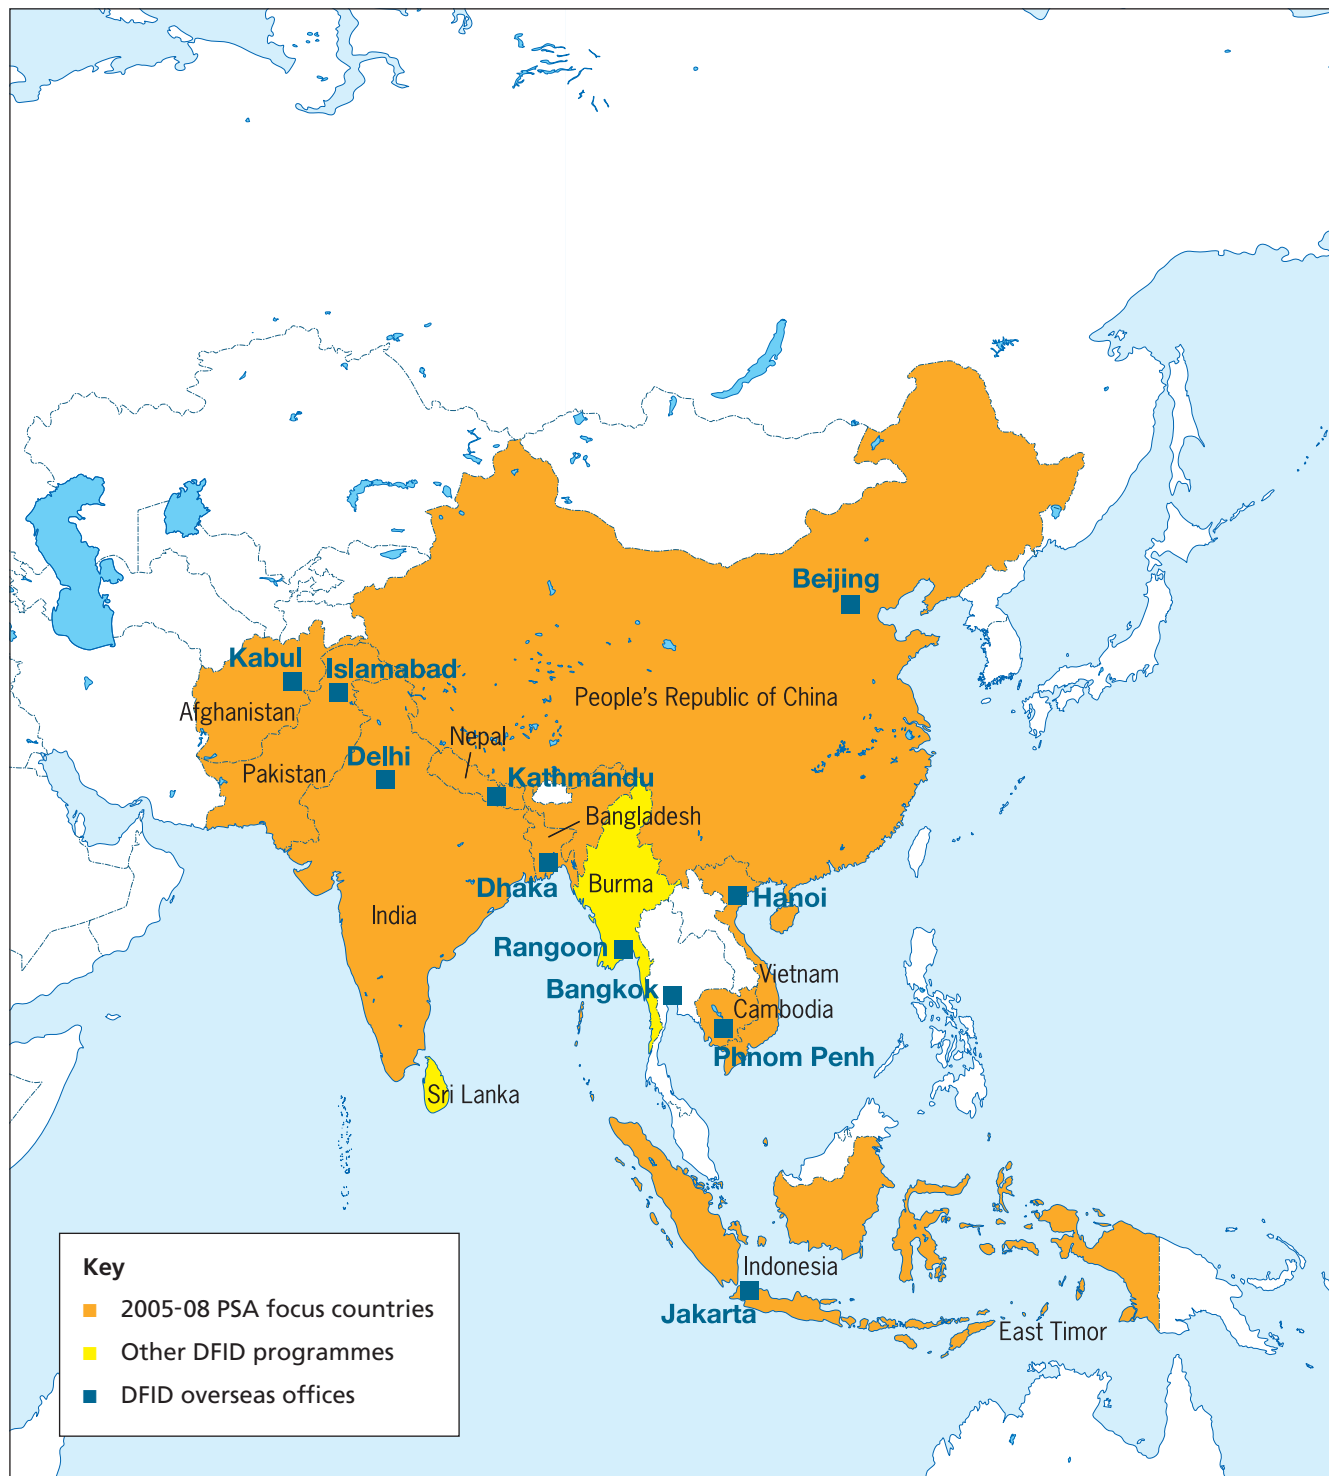 Beijing
Kabul
Islamabad
People's Republic of China
Afghanistan
Nepal
Delhi
Pakistan
Kathmandu
Bangladesh
Dhaka
Burma
Hanoi
India
Rangoon
Vietnam
Bangkok
Cambodia
Phnom Penh
Sri Lanka
Indonesia
Jakarta
East Timor
Key
2005-08 PSA focus countries
Other DFID programmes
DFID overseas offices